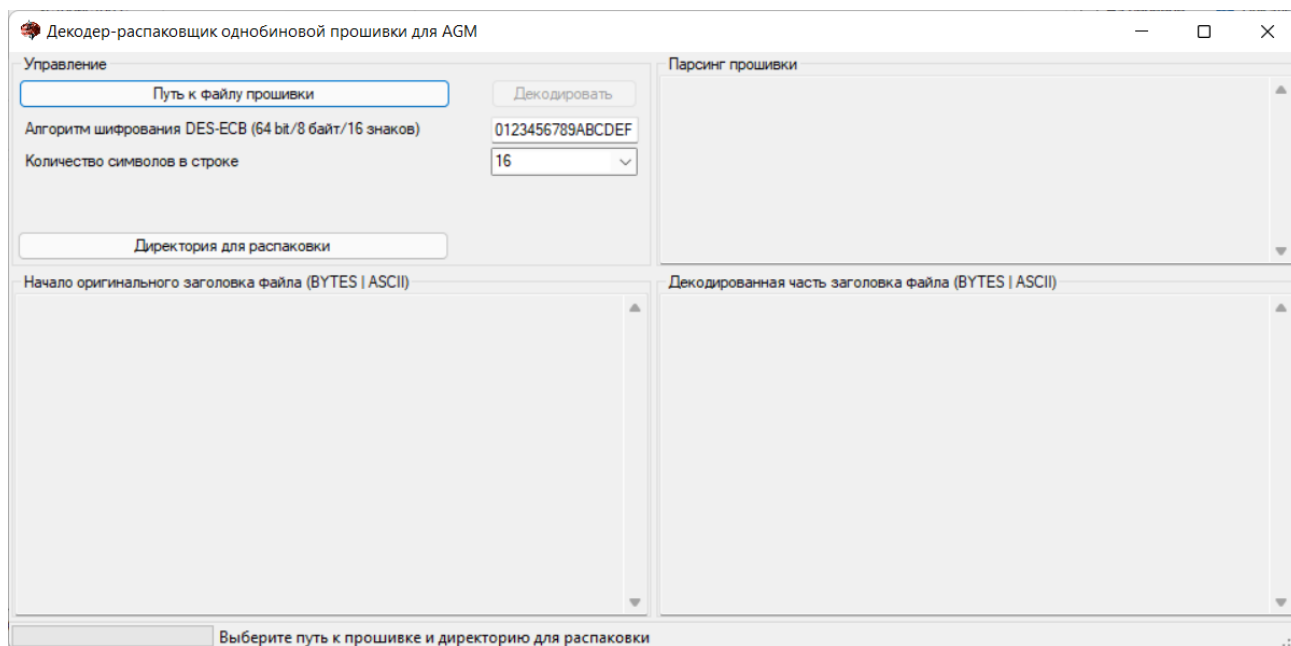 Декодер-распаковщик однобиновой прошивки для AGM
Управление
Путь к файлу прошивки
Декодировать
Алгоритм шифрования DES-ECB (64 bit/8 байт/16 знаков)
0123456789ABCDEF
Количество символов в строке
16
Директория для распаковки
Парсинг прошивки
Начало оригинального заголовка файла (BYTES | ASCII)
Декодированная часть заголовка файла (BYTES | ASCII)
Выберите путь к прошивке и директорию для распаковки